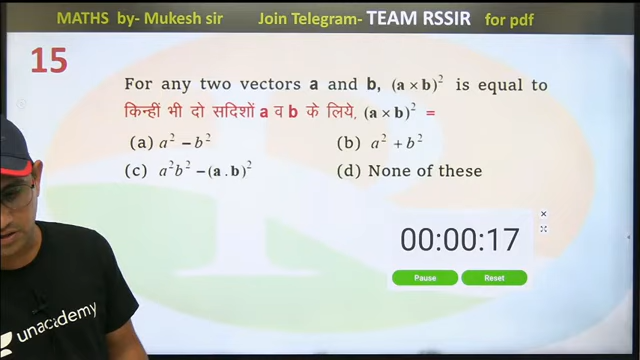 MATHS by- Mukesh sir Join Telegram- TEAM RSSIR for pdf
15
For any two vectors a and b, (a × b)² is equal to
किन्हीं भी दो सदिशों a व b के लिये, (a × b)² =
(a) a² − b² (b) a² + b²
(c) a²b² − (a . b)² (d) None of these
00:00:17
Pause Reset
unacademy